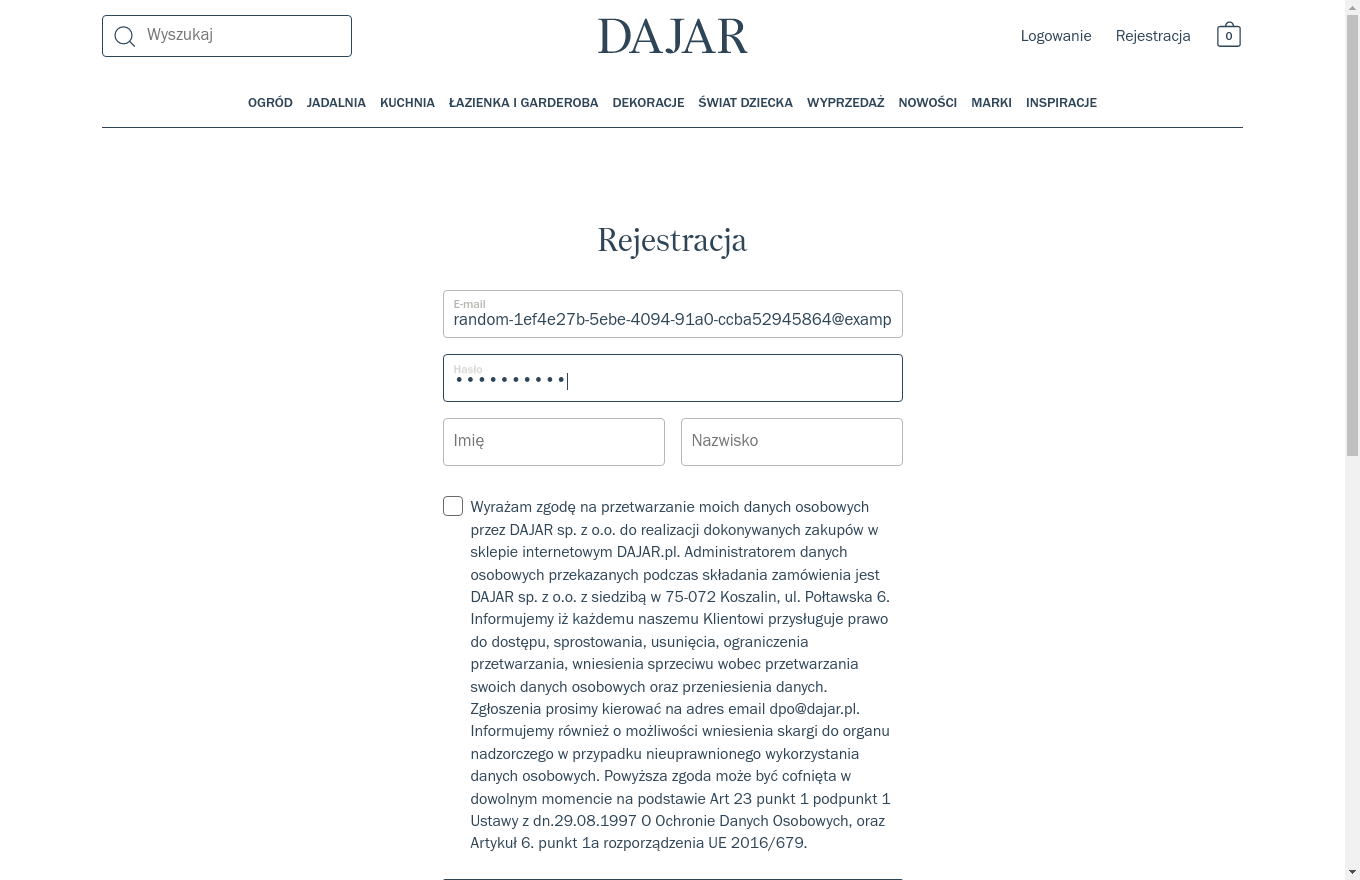 Wyszukaj
DAJAR
Logowanie
Rejestracja
0
OGRÓD
JADALNIA
KUCHNIA
ŁAZIENKA I GARDEROBA
DEKORACJE
ŚWIAT DZIECKA
WYPRZEDAŻ
NOWOŚCI
MARKI
INSPIRACJE
Rejestracja
E-mail
random-1ef4e27b-5ebe-4094-91a0-ccba52945864@examp
Hasło
Imię
Nazwisko
Wyrażam zgodę na przetwarzanie moich danych osobowych
przez DAJAR sp. z o.o. do realizacji dokonywanych zakupów w
sklepie internetowym DAJAR.pl. Administratorem danych
osobowych przekazanych podczas składania zamówienia jest
DAJAR sp. z o.o. z siedzibą w 75-072 Koszalin, ul. Połtawska 6.
Informujemy iż każdemu naszemu Klientowi przysługuje prawo
do dostępu, sprostowania, usunięcia, ograniczenia
przetwarzania, wniesienia sprzeciwu wobec przetwarzania
swoich danych osobowych oraz przeniesienia danych.
Zgłoszenia prosimy kierować na adres email dpo@dajar.pl.
Informujemy również o możliwości wniesienia skargi do organu
nadzorczego w przypadku nieuprawnionego wykorzystania
danych osobowych. Powyższa zgoda może być cofnięta w
dowolnym momencie na podstawie Art 23 punkt 1 podpunkt 1
Ustawy z dn.29.08.1997 O Ochronie Danych Osobowych, oraz
Artykuł 6. punkt 1a rozporządzenia UE 2016/679.